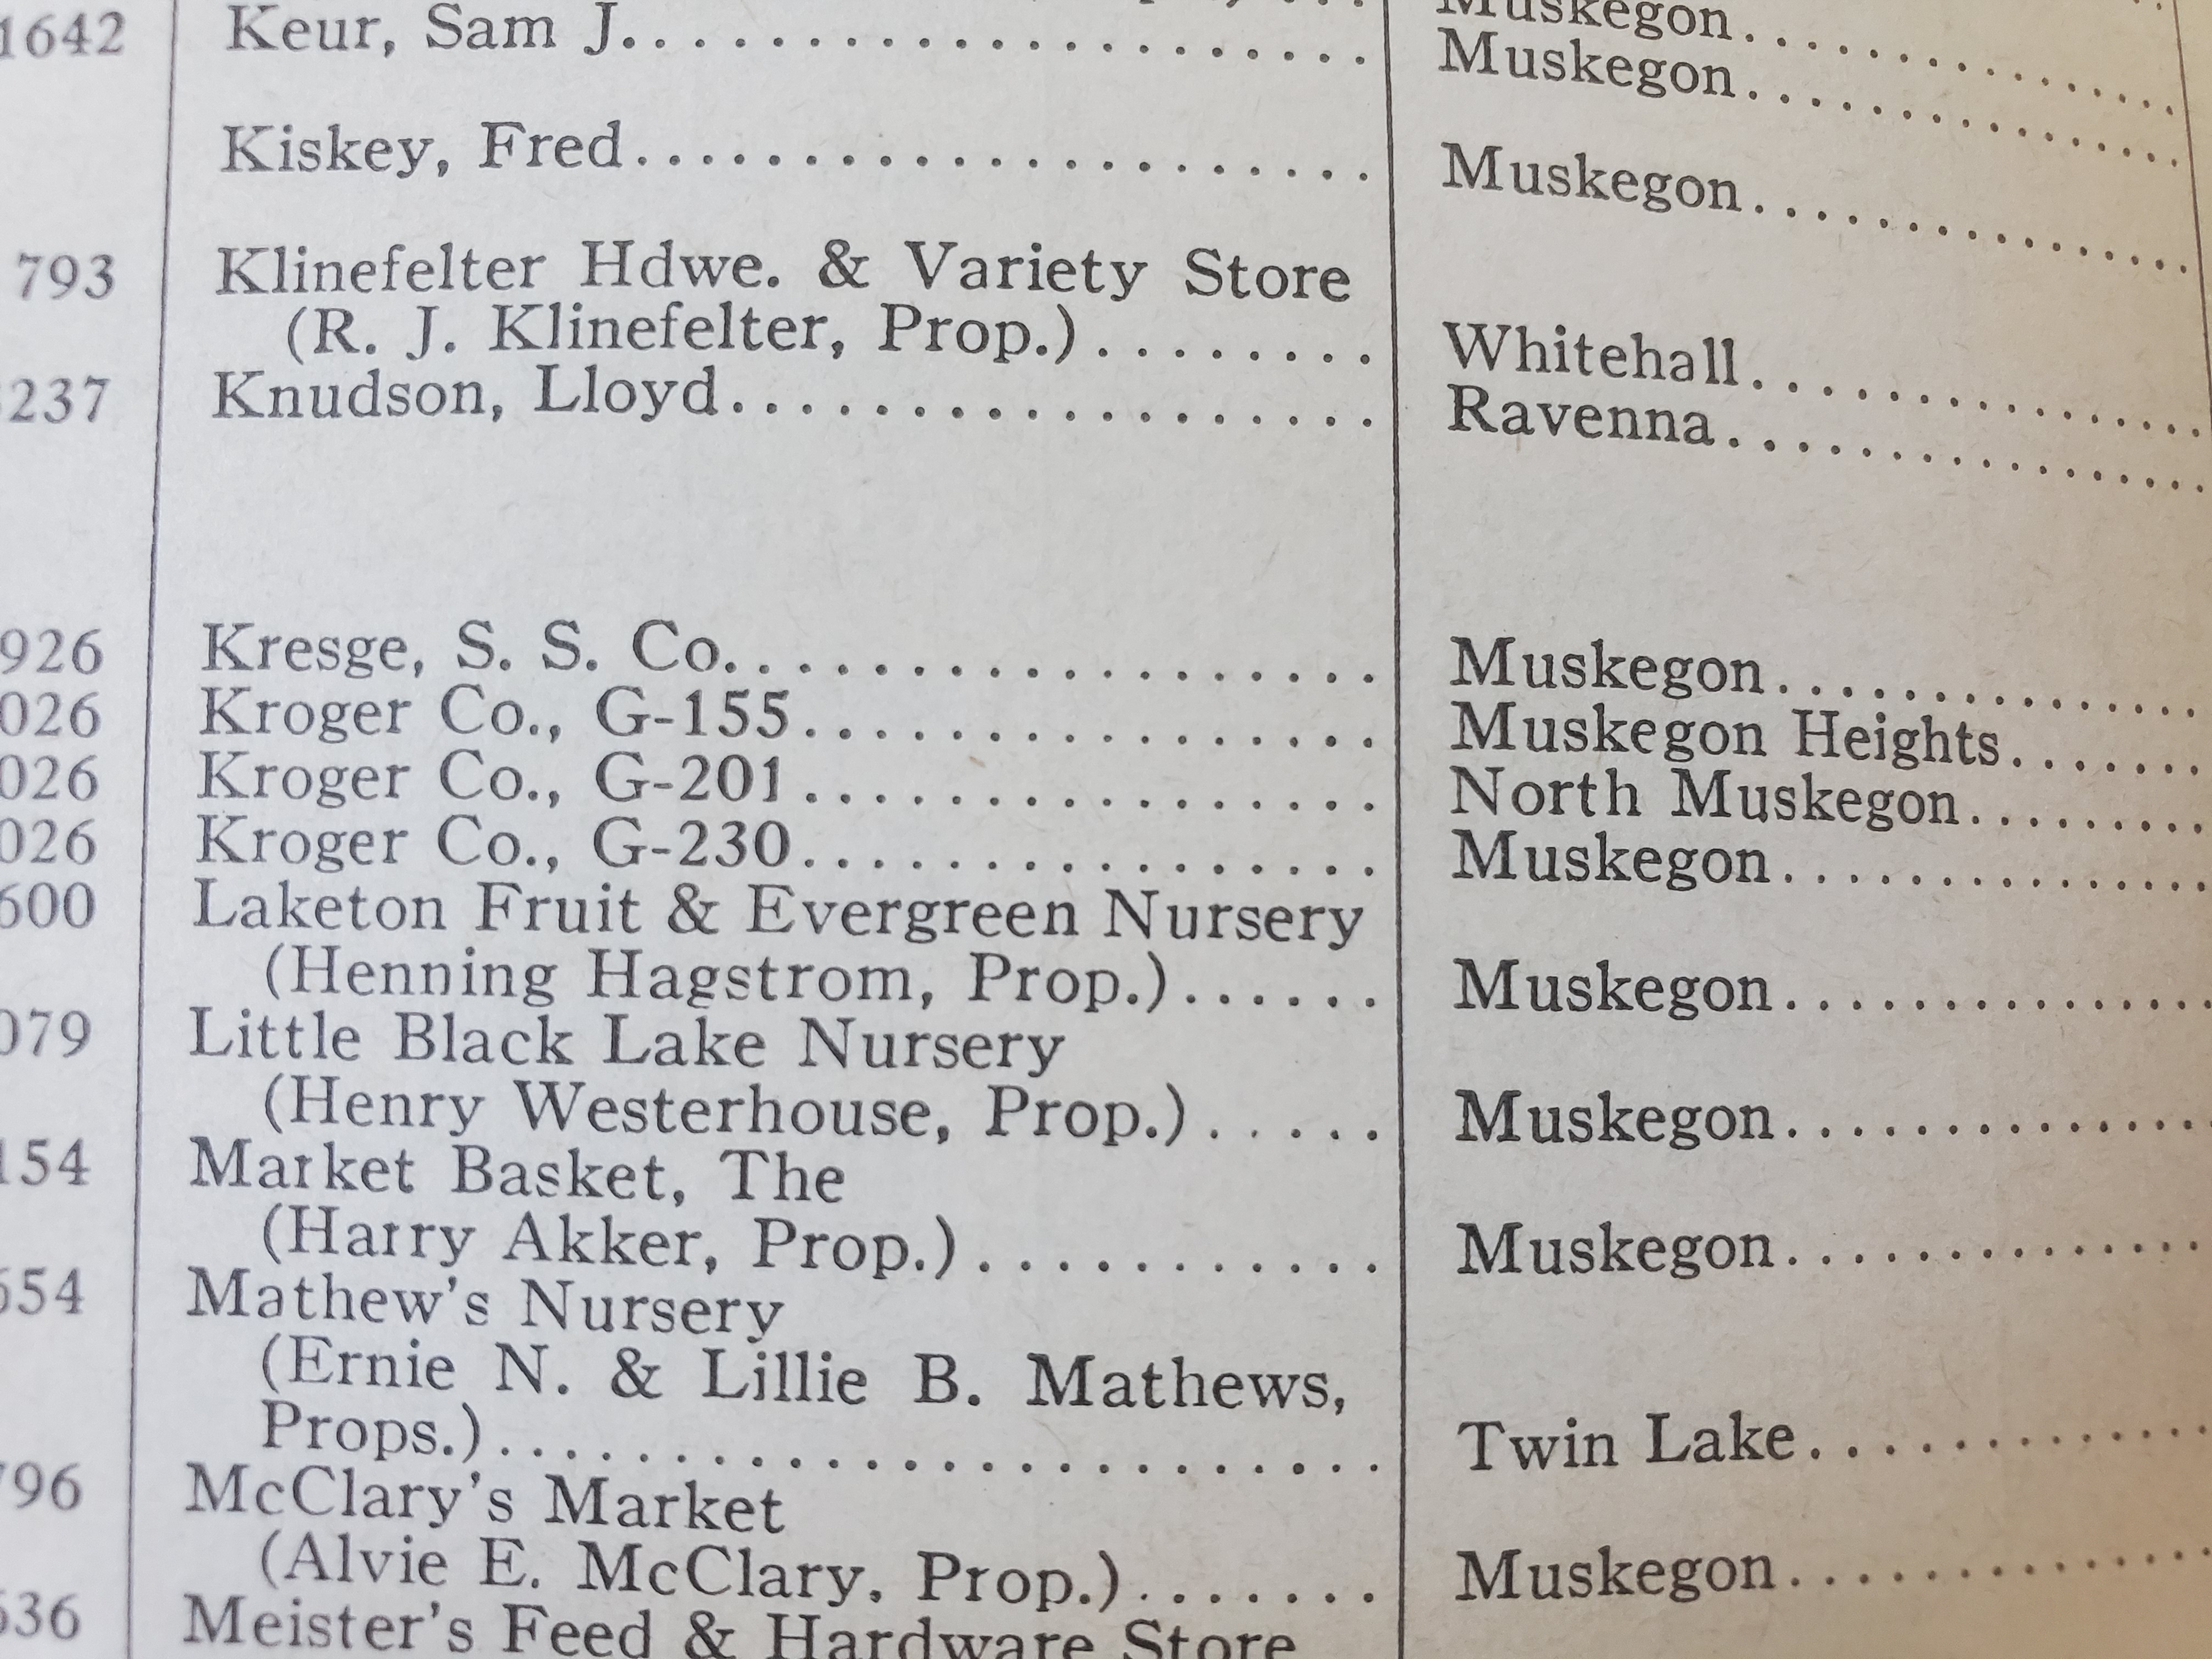 Muskegon
1642 Keur, Sam J. Muskegon
Kiskey, Fred Muskegon
793 Klinefelter Hdwe. & Variety Store
(R. J. Klinefelter, Prop.) Whitehall
237 Knudson, Lloyd Ravenna
926 Kresge, S. S. Co. Muskegon
026 Kroger Co., G-155 Muskegon Heights
026 Kroger Co., G-201 North Muskegon
026 Kroger Co., G-230 Muskegon
600 Laketon Fruit & Evergreen Nursery
(Henning Hagstrom, Prop.) Muskegon
079 Little Black Lake Nursery
(Henry Westerhouse, Prop.) Muskegon
154 Market Basket, The
(Harry Akker, Prop.) Muskegon
654 Mathew's Nursery
(Ernie N. & Lillie B. Mathews,
Props.) Twin Lake
796 McClary's Market
(Alvie E. McClary, Prop.) Muskegon
636 Meister's Feed & Hardware Store